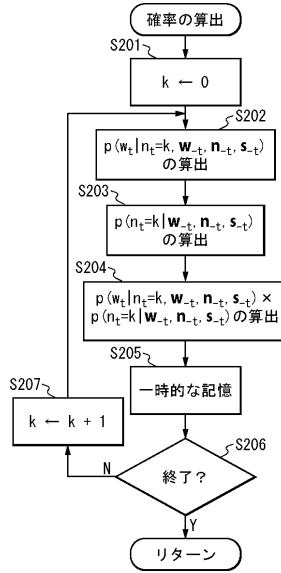 確率の算出
S201
k ← 0
S202
p(wₜ|nₜ=k, w₋ₜ, n₋ₜ, s₋ₜ)
の算出
S203
p(nₜ=k|w₋ₜ, n₋ₜ, s₋ₜ)
の算出
S204
p(wₜ|nₜ=k, w₋ₜ, n₋ₜ, s₋ₜ)×
p(nₜ=k|w₋ₜ, n₋ₜ, s₋ₜ)の算出
S205
一時的な記憶
S207
k ← k + 1
S206
終了?
N
Y
リターン